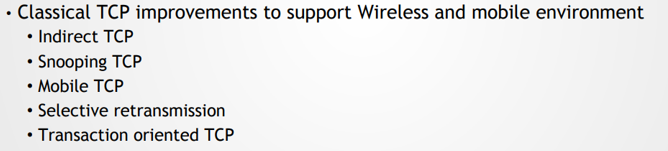 • Classical TCP improvements to support Wireless and mobile environment
• Indirect TCP
• Snooping TCP
• Mobile TCP
• Selective retransmission
• Transaction oriented TCP